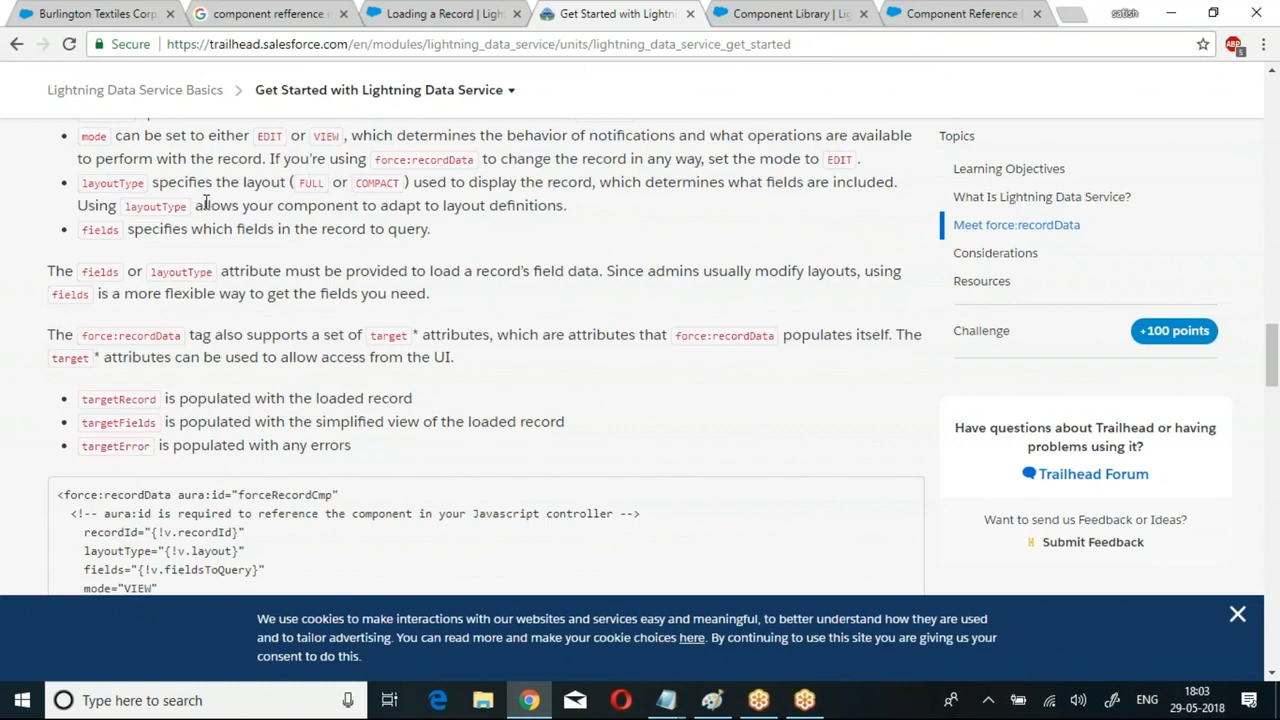 Burlington Textiles Corp
component refference i
Loading a Record | Ligh
Get Started with Lightn
Component Library | Lig
Component Reference |
satish
Secure
https://trailhead.salesforce.com/en/modules/lightning_data_service/units/lightning_data_service_get_started
ABP
5
Lightning Data Service Basics > Get Started with Lightning Data Service
mode can be set to either EDIT or VIEW, which determines the behavior of notifications and what operations are available
to perform with the record. If you're using force:recordData to change the record in any way, set the mode to EDIT.
layoutType specifies the layout (FULL or COMPACT) used to display the record, which determines what fields are included.
Using layoutType allows your component to adapt to layout definitions.
fields specifies which fields in the record to query.
The fields or layoutType attribute must be provided to load a record's field data. Since admins usually modify layouts, using
fields is a more flexible way to get the fields you need.
The force:recordData tag also supports a set of target* attributes, which are attributes that force:recordData populates itself. The
target* attributes can be used to allow access from the UI.
targetRecord is populated with the loaded record
targetFields is populated with the simplified view of the loaded record
targetError is populated with any errors
<force:recordData aura:id="forceRecordCmp"
<!-- aura:id is required to reference the component in your Javascript controller -->
recordId="{!v.recordId}"
layoutType="{!v.layout}"
fields="{!v.fieldsToQuery}"
mode="VIEW"
Topics
Learning Objectives
What Is Lightning Data Service?
Meet force:recordData
Considerations
Resources
Challenge
+100 points
Have questions about Trailhead or having
problems using it?
Trailhead Forum
Want to send us Feedback or Ideas?
Submit Feedback
We use cookies to make interactions with our websites and services easy and meaningful, to better understand how they are used
and to tailor advertising. You can read more and make your cookie choices here. By continuing to use this site you are giving us your
consent to do this.
Type here to search
ENG
18:03
29-05-2018